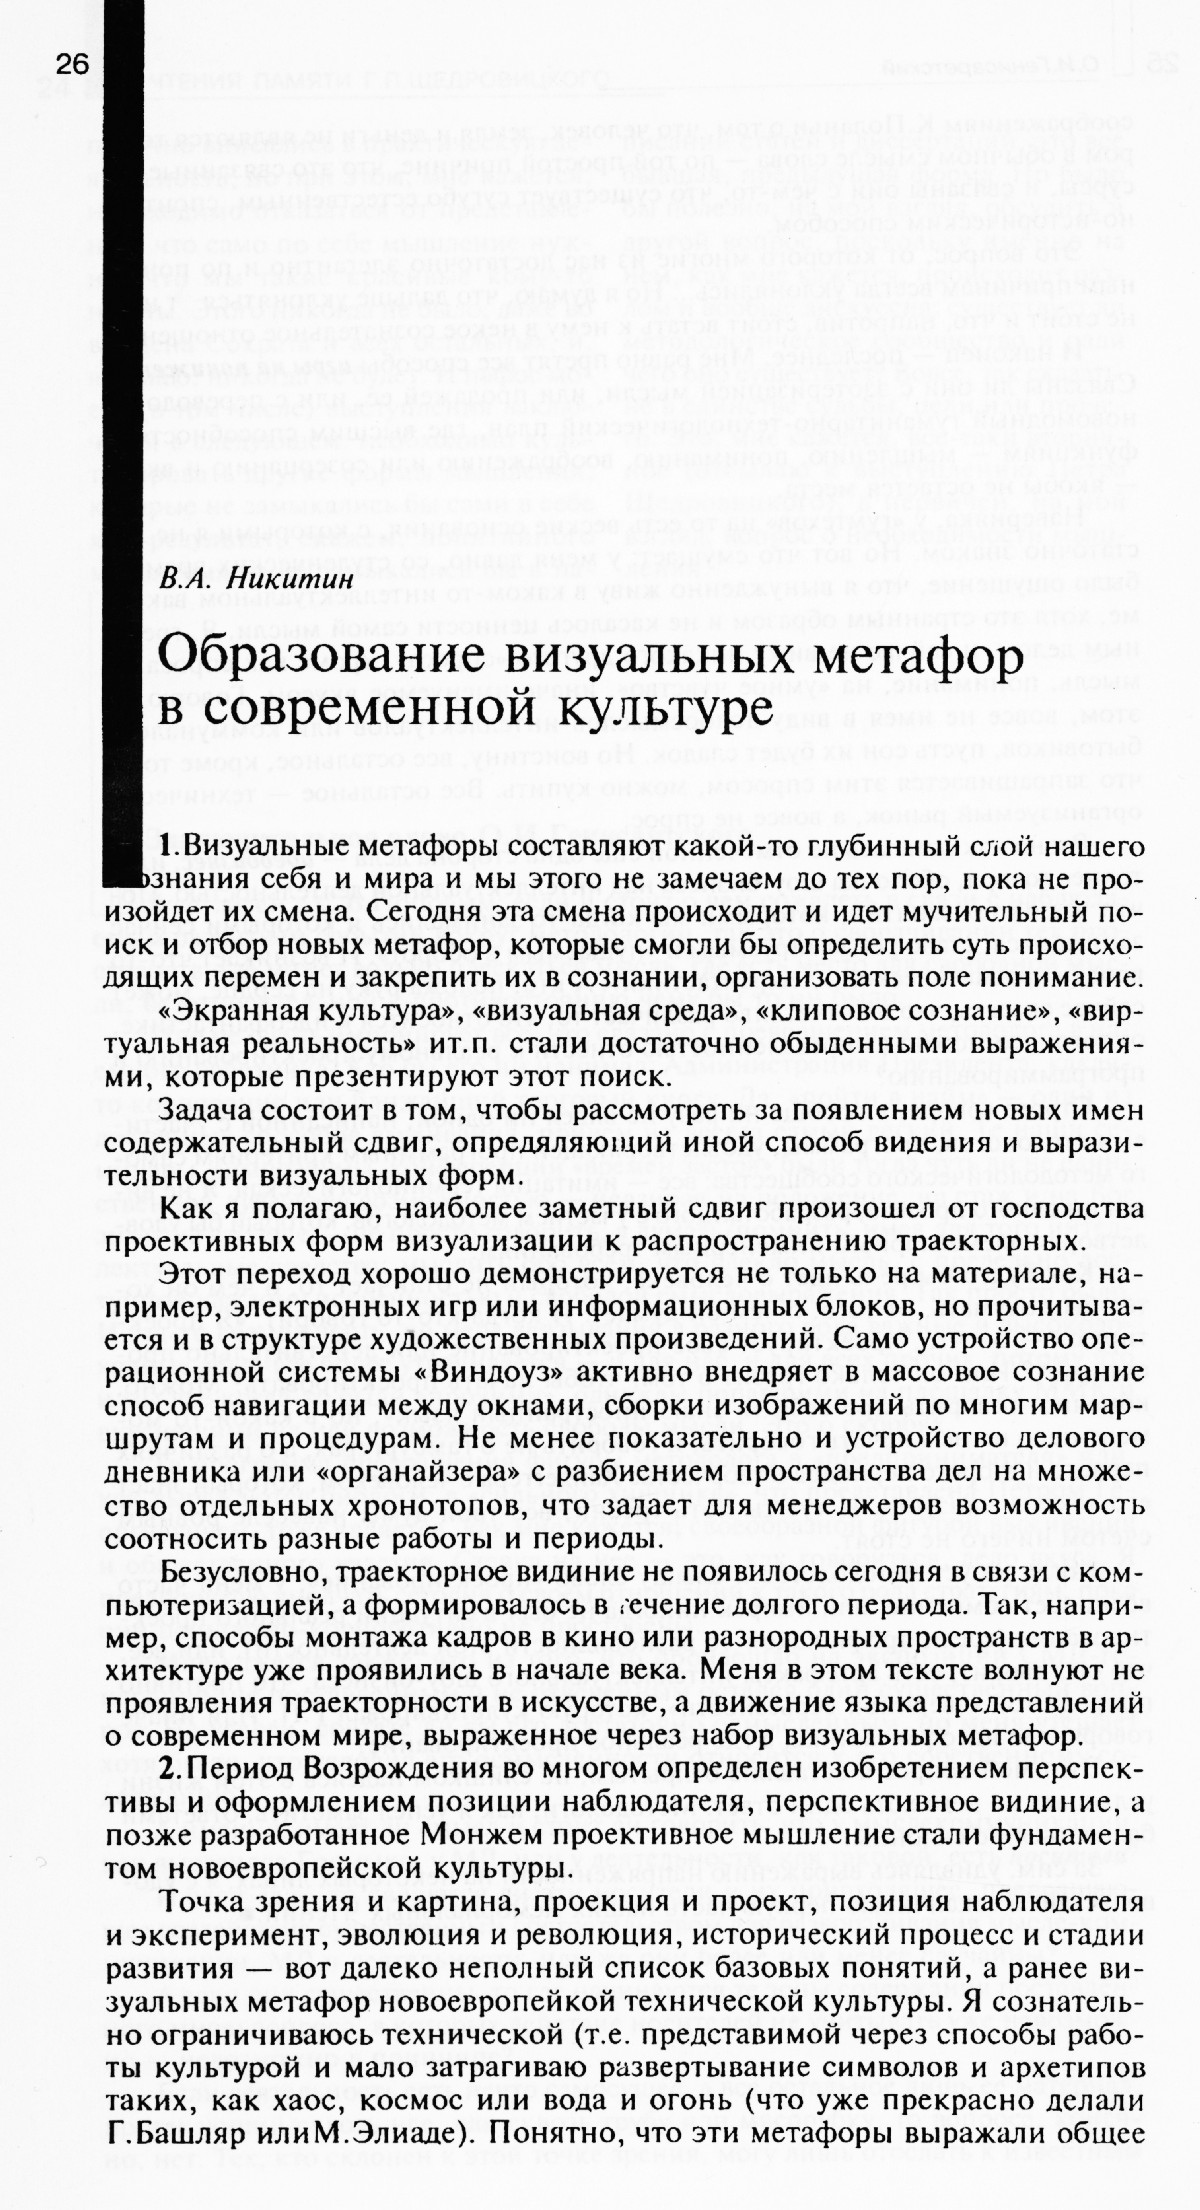 26
В.А. Никитин
Образование визуальных метафор
в современной культуре
1.Визуальные метафоры составляют какой-то глубинный слой нашего
ознания себя и мира и мы этого не замечаем до тех пор, пока не про-
изойдет их смена. Сегодня эта смена происходит и идет мучительный по-
иск и отбор новых метафор, которые смогли бы определить суть происхо-
дящих перемен и закрепить их в сознании, организовать поле понимание.
«Экранная культура», «визуальная среда», «клиповое сознание», «вир-
туальная реальность» ит.п. стали достаточно обыденными выражения-
ми, которые презентируют этот поиск.
Задача состоит в том, чтобы рассмотреть за появлением новых имен
содержательный сдвиг, опредяляющий иной способ видения и вырази-
тельности визуальных форм.
Как я полагаю, наиболее заметный сдвиг произошел от господства
проективных форм визуализации к распространению траекторных.
Этот переход хорошо демонстрируется не только на материале, на-
пример, электронных игр или информационных блоков, но прочитыва-
ется и в структуре художественных произведений. Само устройство опе-
рационной системы «Виндоуз» активно внедряет в массовое сознание
способ навигации между окнами, сборки изображений по многим мар-
шрутам и процедурам. Не менее показательно и устройство делового
дневника или «органайзера» с разбиением пространства дел на множе-
ство отдельных хронотопов, что задает для менеджеров возможность
соотносить разные работы и периоды.
Безусловно, траекторное видиние не появилось сегодня в связи с ком-
пьютеризацией, а формировалось в течение долгого периода. Так, напри-
мер, способы монтажа кадров в кино или разнородных пространств в ар-
хитектуре уже проявились в начале века. Меня в этом тексте волнуют не
проявления траекторности в искусстве, а движение языка представлений
о современном мире, выраженное через набор визуальных метафор.
2.Период Возрождения во многом определен изобретением перспек-
тивы и оформлением позиции наблюдателя, перспективное видиние, а
позже разработанное Монжем проективное мышление стали фундамен-
том новоевропейской культуры.
Точка зрения и картина, проекция и проект, позиция наблюдателя
и эксперимент, эволюция и революция, исторический процесс и стадии
развития — вот далеко неполный список базовых понятий, а ранее ви-
зуальных метафор новоевропейкой технической культуры. Я сознатель-
но ограничиваюсь технической (т.е. представимой через способы рабо-
ты культурой и мало затрагиваю развертывание символов и архетипов
таких, как хаос, космос или вода и огонь (что уже прекрасно делали
Г.Башляр илиМ.Элиаде). Понятно, что эти метафоры выражали общее